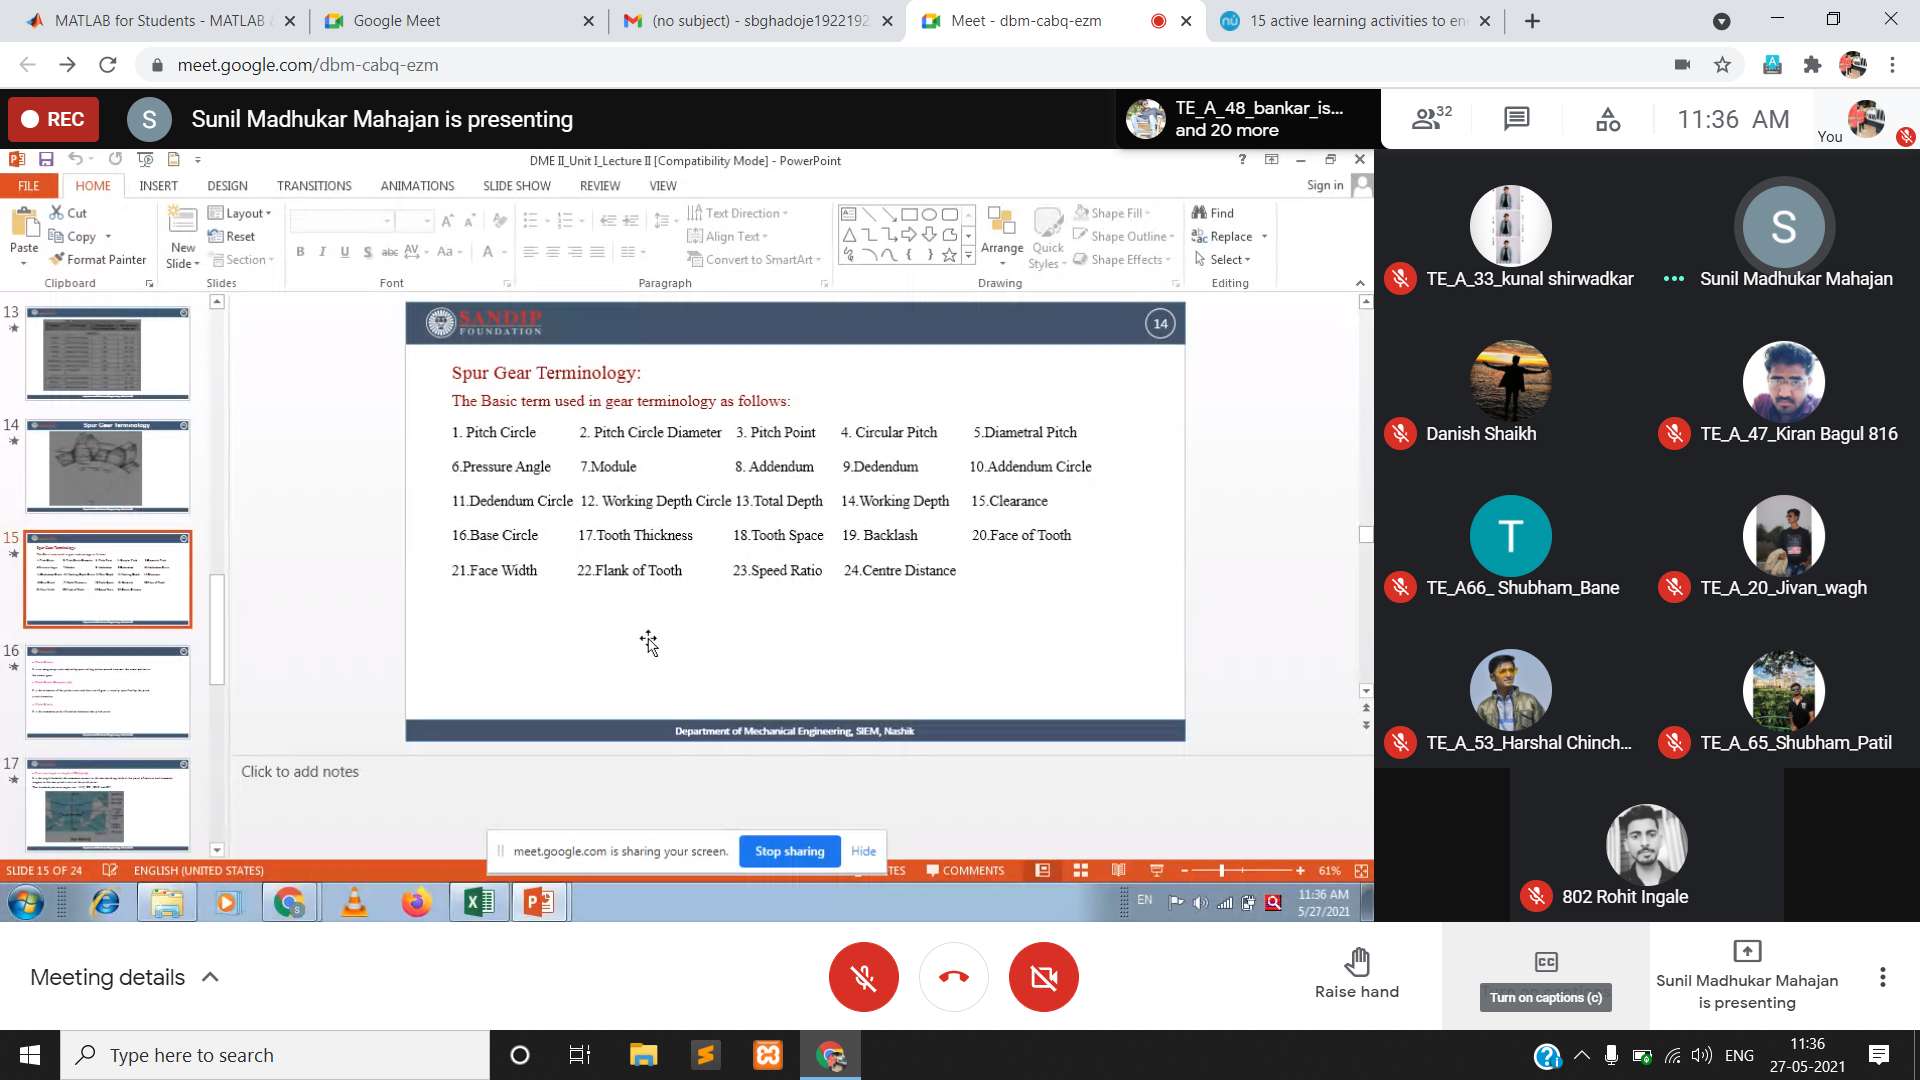 MATLAB for Students - MATLAB &
Google Meet
(no subject) - sbghadoje1922192
Meet - dbm-cabq-ezm
15 active learning activities to en
meet.google.com/dbm-cabq-ezm
REC
S
Sunil Madhukar Mahajan is presenting
TE_A_48_bankar_is...
and 20 more
32
11:36 AM
You
DME II_Unit I_Lecture II [Compatibility Mode] - PowerPoint
FILE HOME INSERT DESIGN TRANSITIONS ANIMATIONS SLIDE SHOW REVIEW VIEW Sign in
Paste
Cut
Copy
Format Painter
Clipboard
New
Slide
Layout
Reset
Section
Slides
Font
Text Direction
Align Text
Convert to SmartArt
Paragraph
Arrange
Quick
Styles
Shape Fill
Shape Outline
Shape Effects
Drawing
Find
Replace
Select
Editing
13
14
Spur Gear Terminology
15
16
17
SANDIP
FOUNDATION
14
Spur Gear Terminology:
The Basic term used in gear terminology as follows:
1. Pitch Circle 2. Pitch Circle Diameter 3. Pitch Point 4. Circular Pitch 5.Diametral Pitch
6.Pressure Angle 7.Module 8. Addendum 9.Dedendum 10.Addendum Circle
11.Dedendum Circle 12. Working Depth Circle 13.Total Depth 14.Working Depth 15.Clearance
16.Base Circle 17.Tooth Thickness 18.Tooth Space 19. Backlash 20.Face of Tooth
21.Face Width 22.Flank of Tooth 23.Speed Ratio 24.Centre Distance
Department of Mechanical Engineering, SIEM, Nashik
Click to add notes
meet.google.com is sharing your screen. Stop sharing Hide
SLIDE 15 OF 24 ENGLISH (UNITED STATES) TES COMMENTS 61%
EN
11:36 AM
5/27/2021
TE_A_33_kunal shirwadkar
S
Sunil Madhukar Mahajan
Danish Shaikh
TE_A_47_Kiran Bagul 816
T
TE_A66_ Shubham_Bane
TE_A_20_Jivan_wagh
TE_A_53_Harshal Chinch...
TE_A_65_Shubham_Patil
802 Rohit Ingale
Meeting details
Raise hand
Turn on captions (c)
Sunil Madhukar Mahajan
is presenting
Type here to search
ENG
11:36
27-05-2021